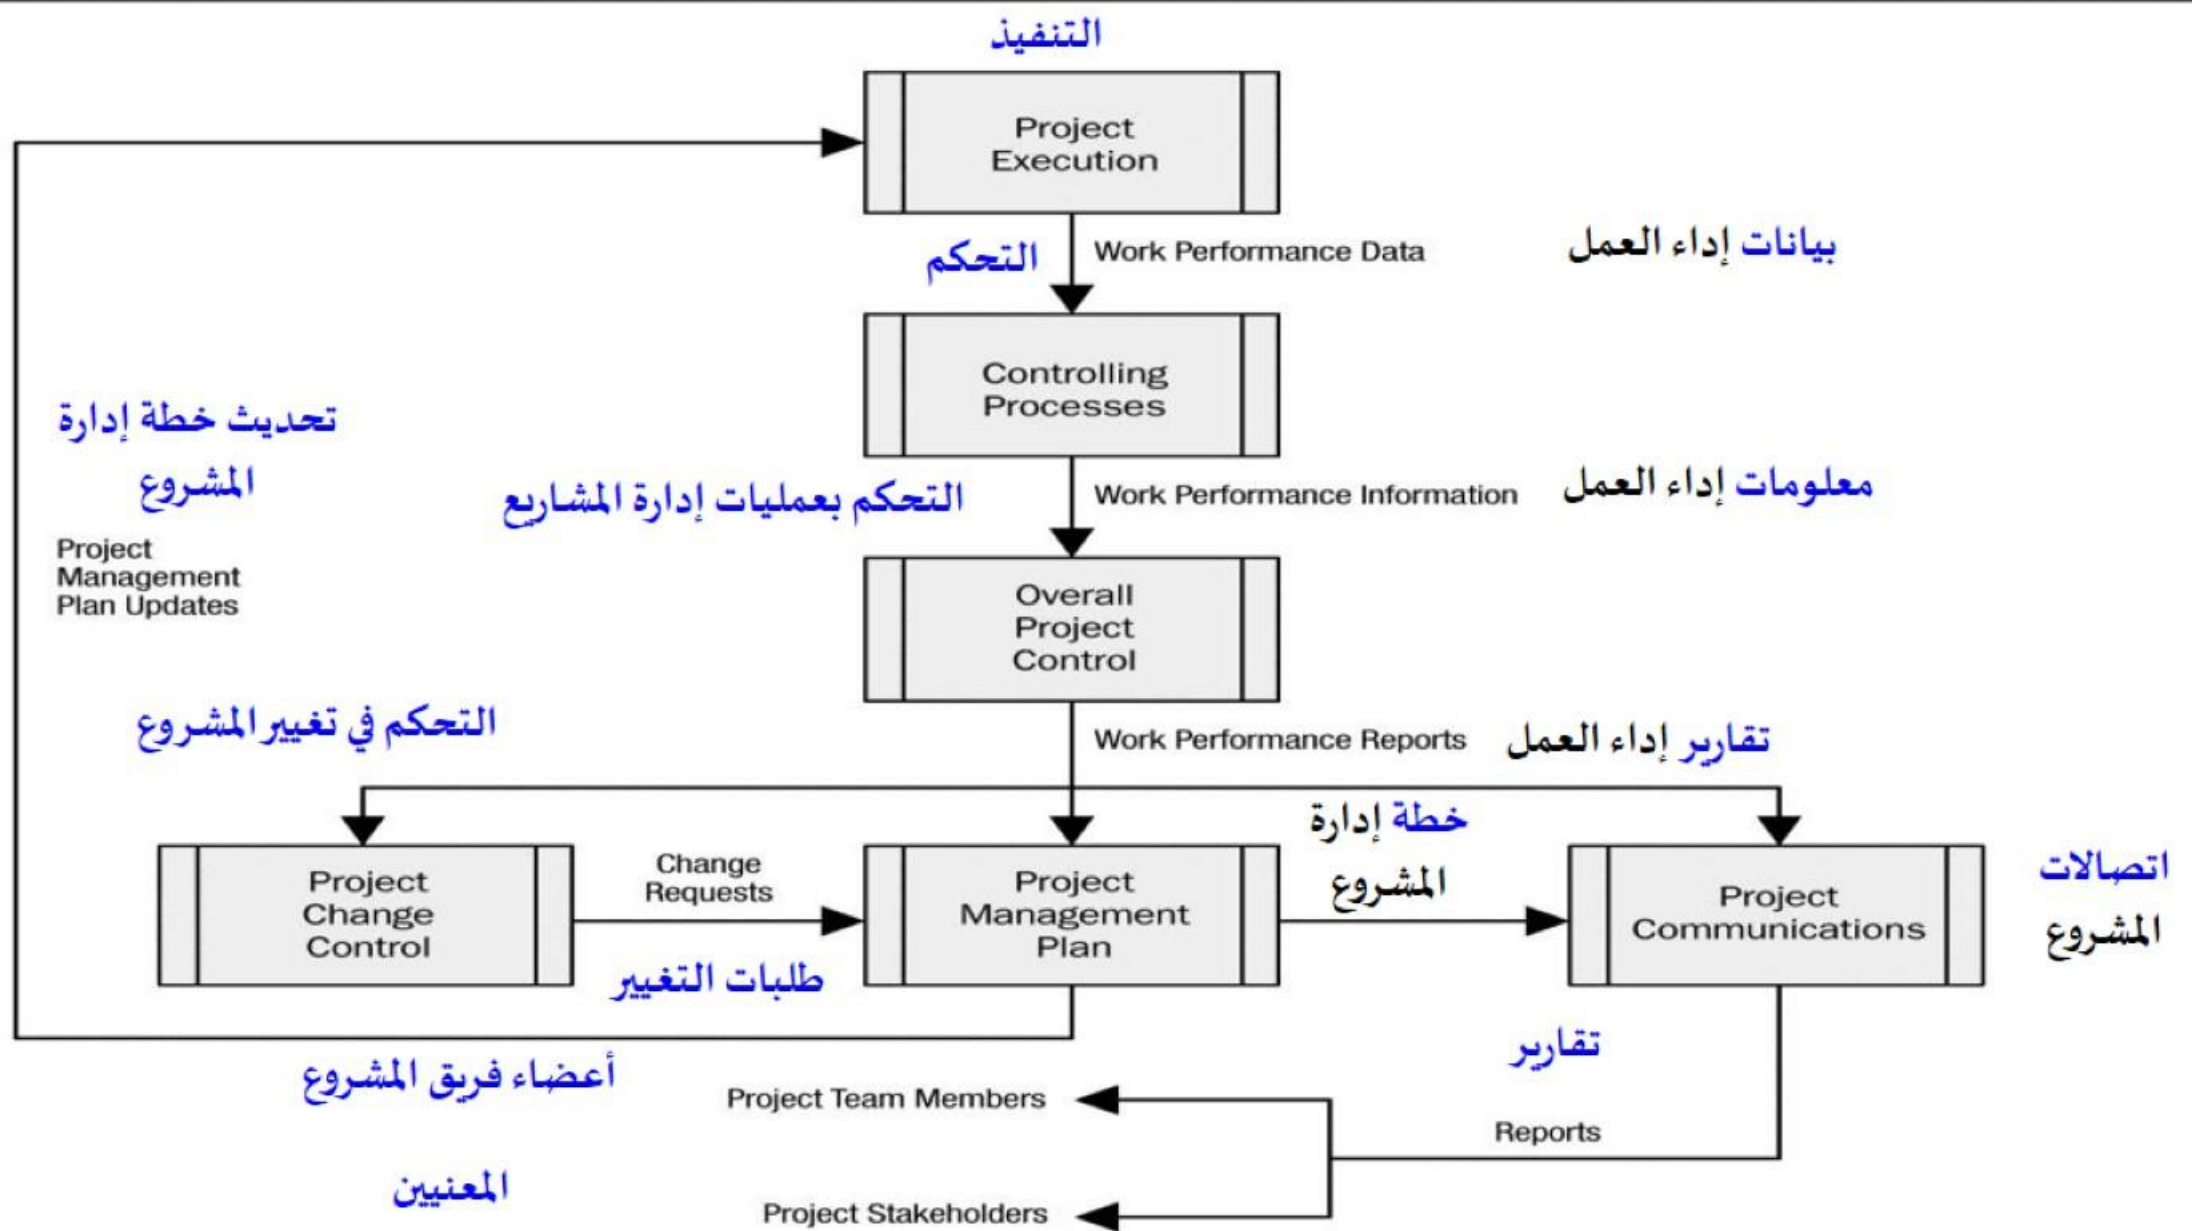 التنفيذ
Project
Execution
التحكم
Work Performance Data
بيانات إداء العمل
Controlling
Processes
تحديث خطة إدارة
المشروع
Project
Management
Plan Updates
التحكم بعمليات إدارة المشاريع
Work Performance Information
معلومات إداء العمل
Overall
Project
Control
التحكم في تغيير المشروع
Work Performance Reports
تقارير إداء العمل
Project
Change
Control
Change
Requests
طلبات التغيير
Project
Management
Plan
خطة إدارة
المشروع
Project
Communications
اتصالات
المشروع
تقارير
Reports
أعضاء فريق المشروع
Project Team Members
المعنيين
Project Stakeholders